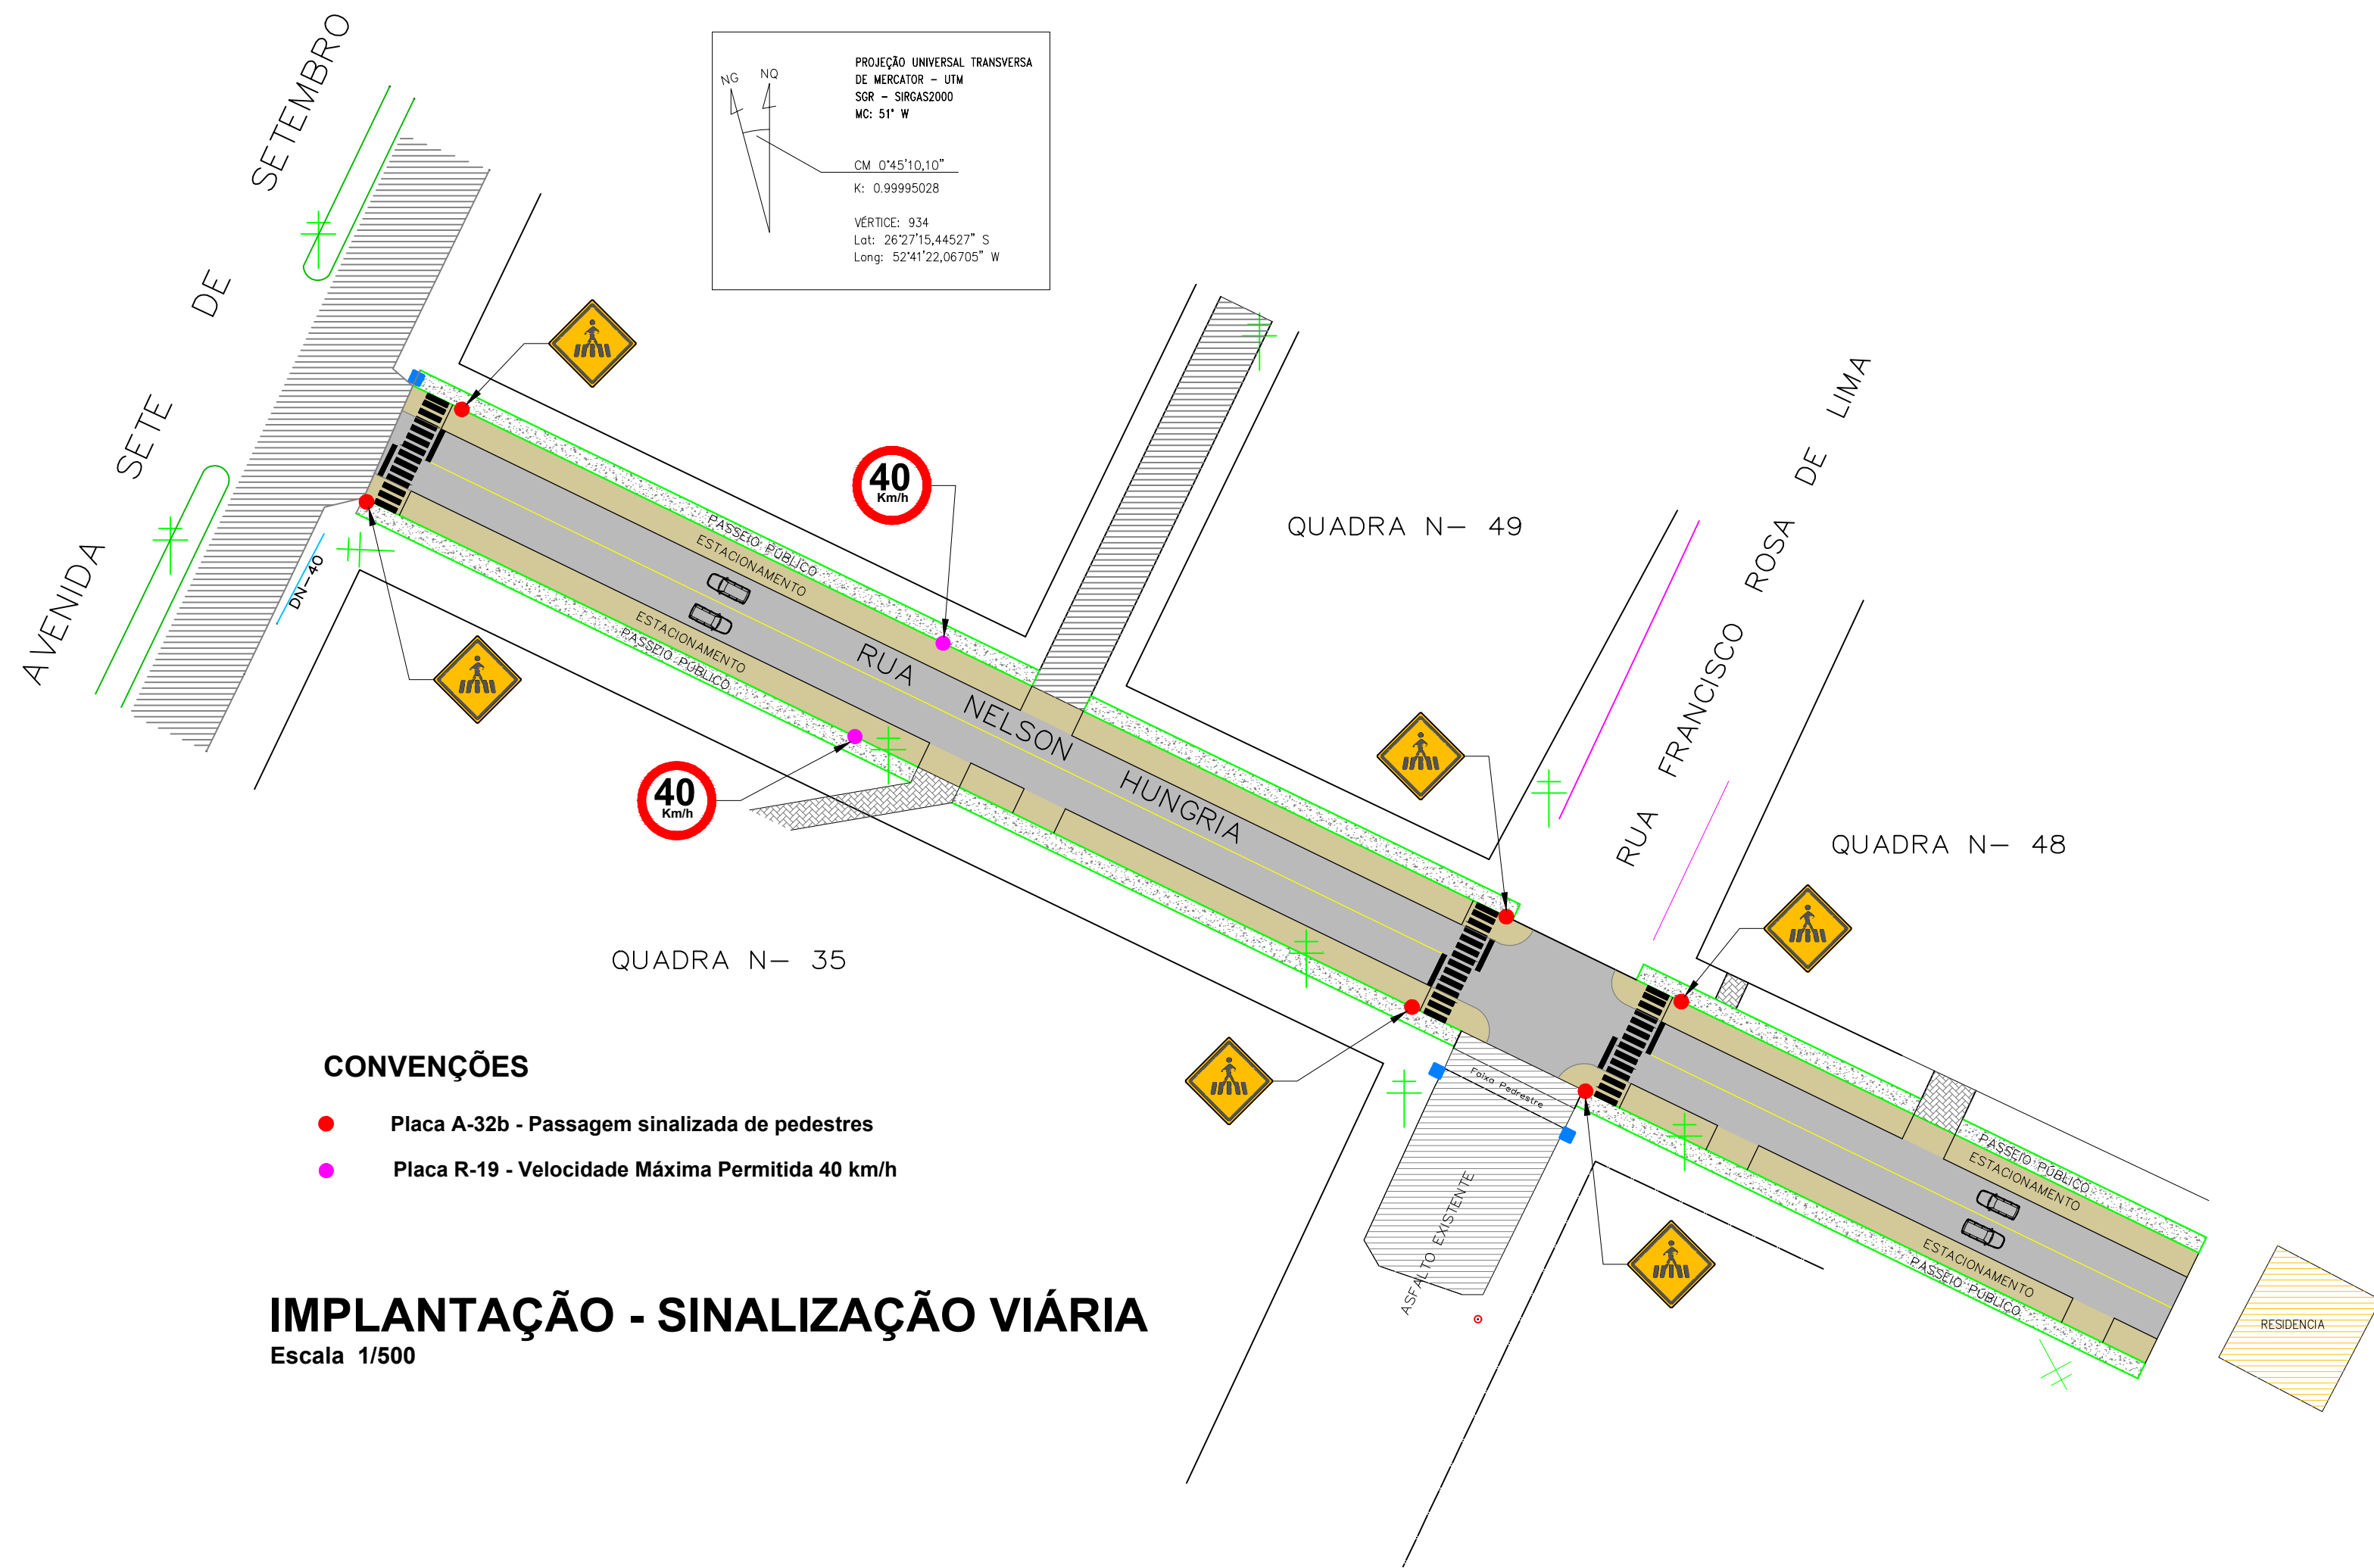 AVENIDA SETE DE SETEMBRO
NG NQ
PROJEÇÃO UNIVERSAL TRANSVERSA
DE MERCATOR - UTM
SGR - SIRGAS2000
MC: 51° W
CM 0°45'10,10"
K: 0.99995028
VÉRTICE: 934
Lat: 26°27'15,44527" S
Long: 52°41'22,06705" W
DN-40
40
Km/h
PASSEIO PÚBLICO
ESTACIONAMENTO
ESTACIONAMENTO
PASSEIO PÚBLICO
40
Km/h
RUA NELSON HUNGRIA
QUADRA N- 49
RUA FRANCISCO ROSA DE LIMA
QUADRA N- 48
QUADRA N- 35
Faixa Pedrestre
ASFALTO EXISTENTE
PASSEIO PÚBLICO
ESTACIONAMENTO
ESTACIONAMENTO
PASSEIO PÚBLICO
RESIDENCIA
CONVENÇÕES
Placa A-32b - Passagem sinalizada de pedestres
Placa R-19 - Velocidade Máxima Permitida 40 km/h
IMPLANTAÇÃO - SINALIZAÇÃO VIÁRIA
Escala 1/500